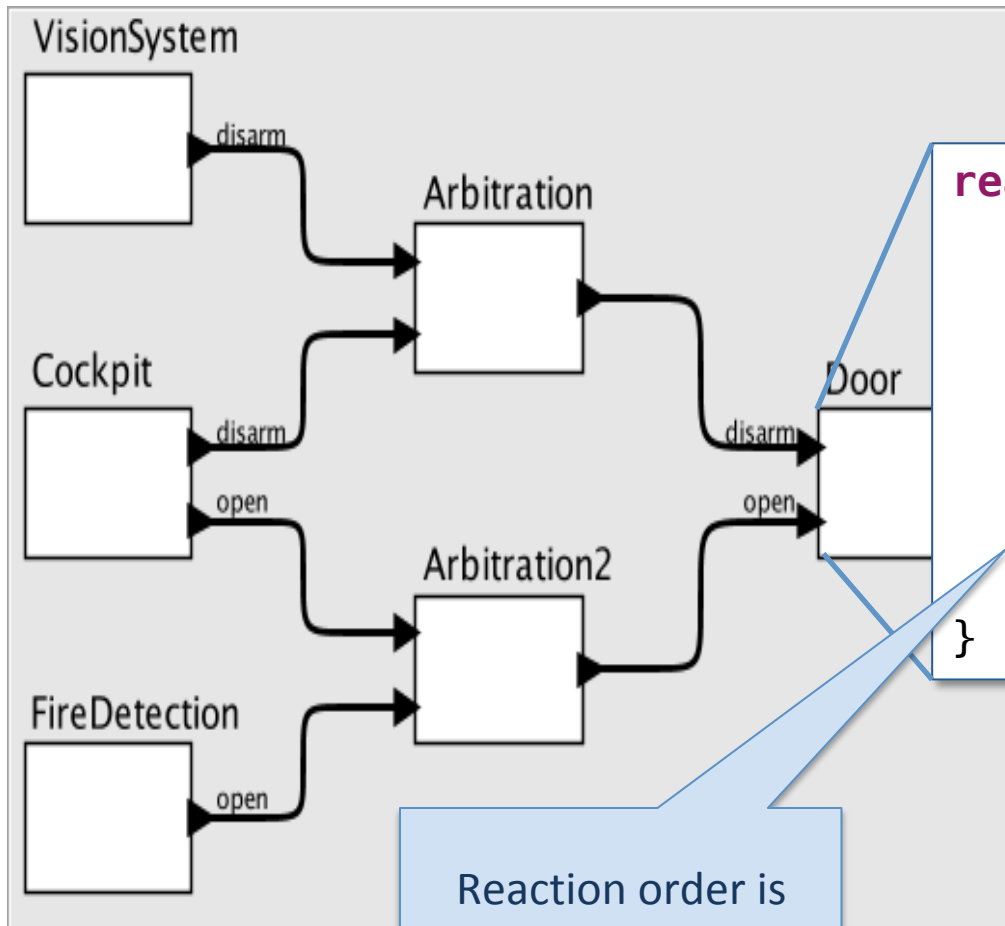 VisionSystem
disarm
Arbitration
Cockpit
disarm
open
Door
disarm
open
Arbitration2
FireDetection
open
}
Reaction order is